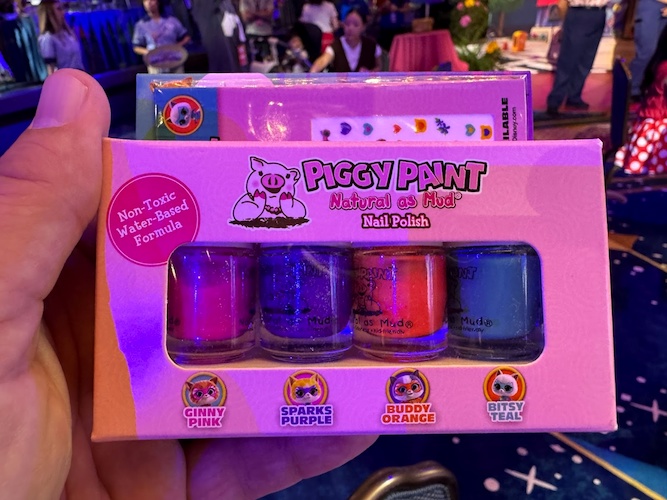 ILABLE
PIGGY PAINT
Natural as Mud®
Nail Polish
Non-Toxic
Water-Based
Formula
GINNY
PINK
SPARKS
PURPLE
BUDDY
ORANGE
BITSY
TEAL